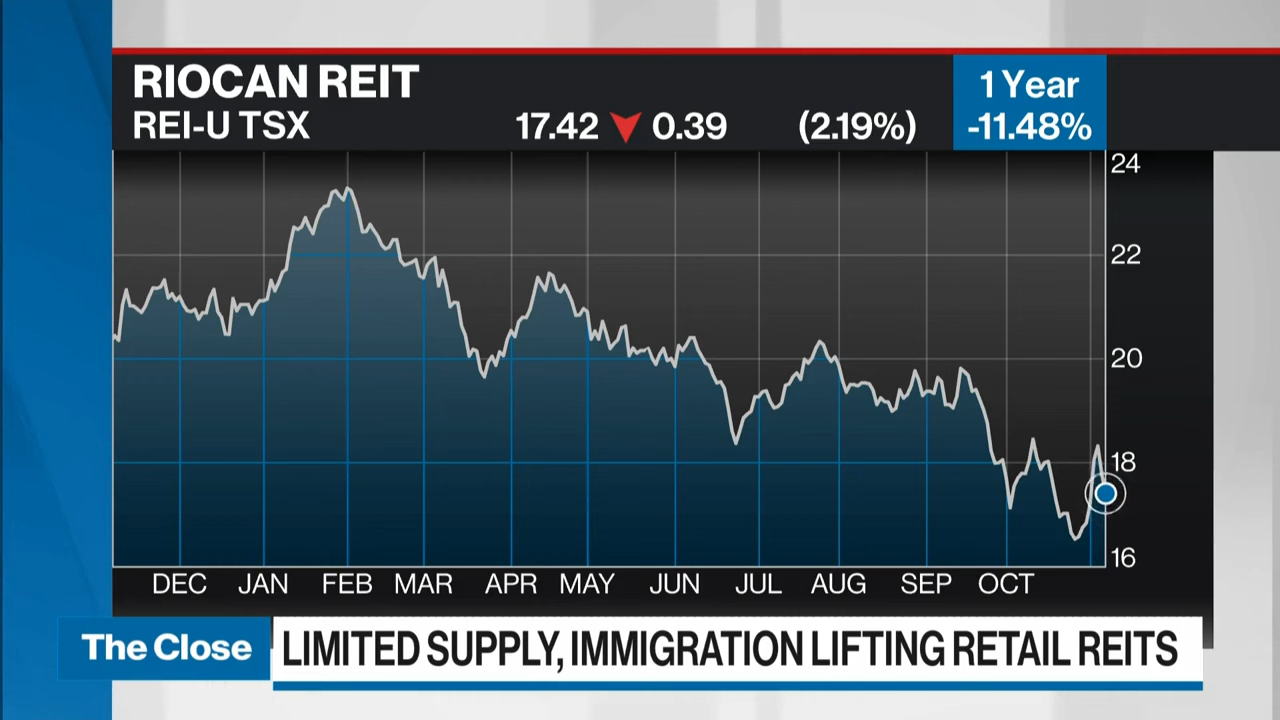 RIOCAN REIT
REI-U TSX
17.42 ▼ 0.39 (2.19%)
1 Year
-11.48%
24
22
20
18
16
DEC JAN FEB MAR APR MAY JUN JUL AUG SEP OCT
The Close
LIMITED SUPPLY, IMMIGRATION LIFTING RETAIL REITS